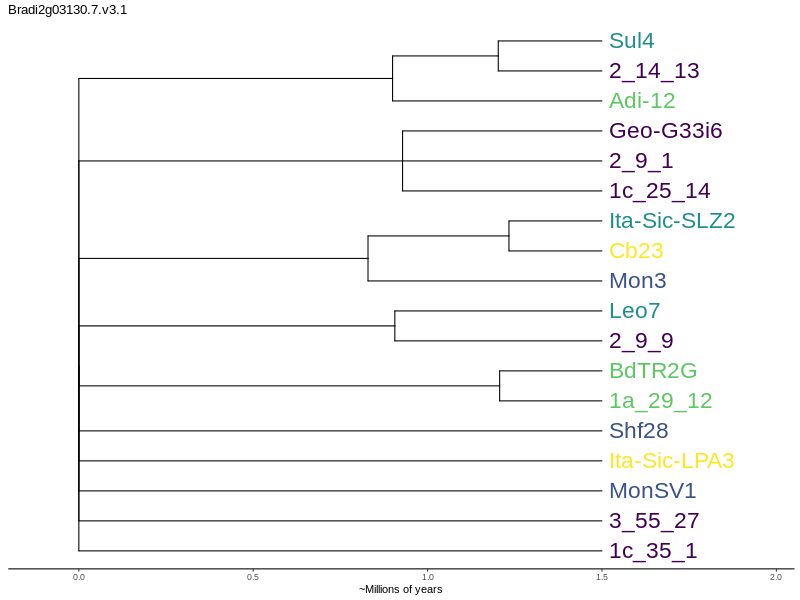 Bradi2g03130.7.v3.1
Sul4
2_14_13
Adi-12
Geo-G33i6
2_9_1
1c_25_14
Ita-Sic-SLZ2
Cb23
Mon3
Leo7
2_9_9
BdTR2G
1a_29_12
Shf28
Ita-Sic-LPA3
MonSV1
3_55_27
1c_35_1
0.0 0.5 1.0 1.5 2.0
~Millions of years